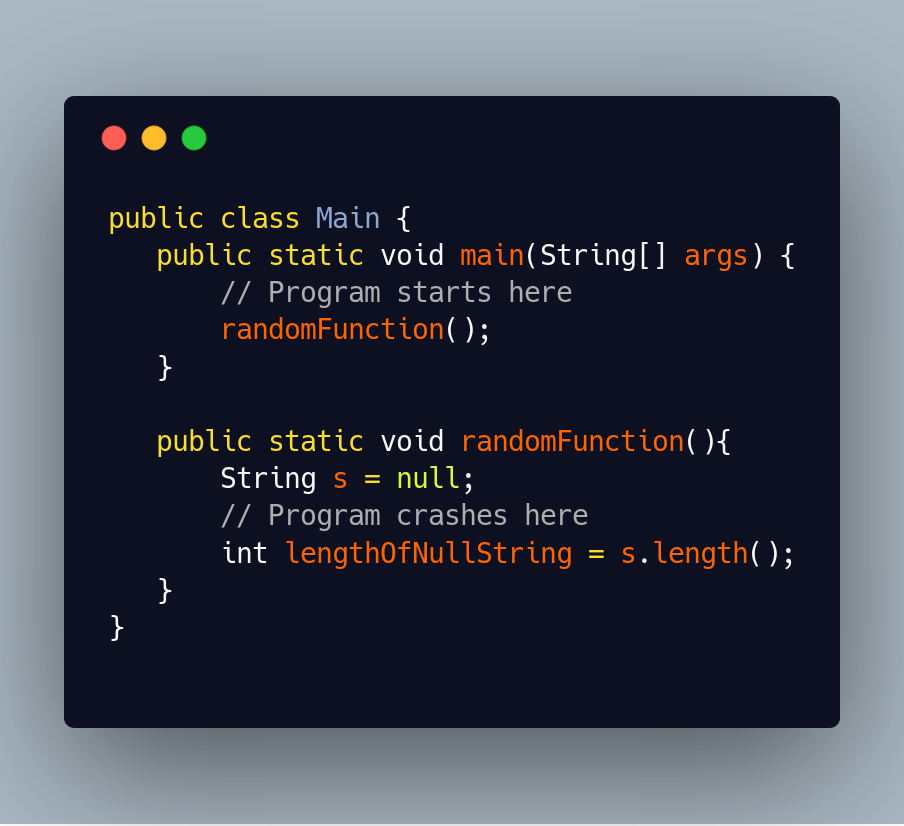 public class Main {
   public static void main(String[] args) {
       // Program starts here
       randomFunction();
   }

   public static void randomFunction(){
       String s = null;
       // Program crashes here
       int lengthOfNullString = s.length();
   }
}